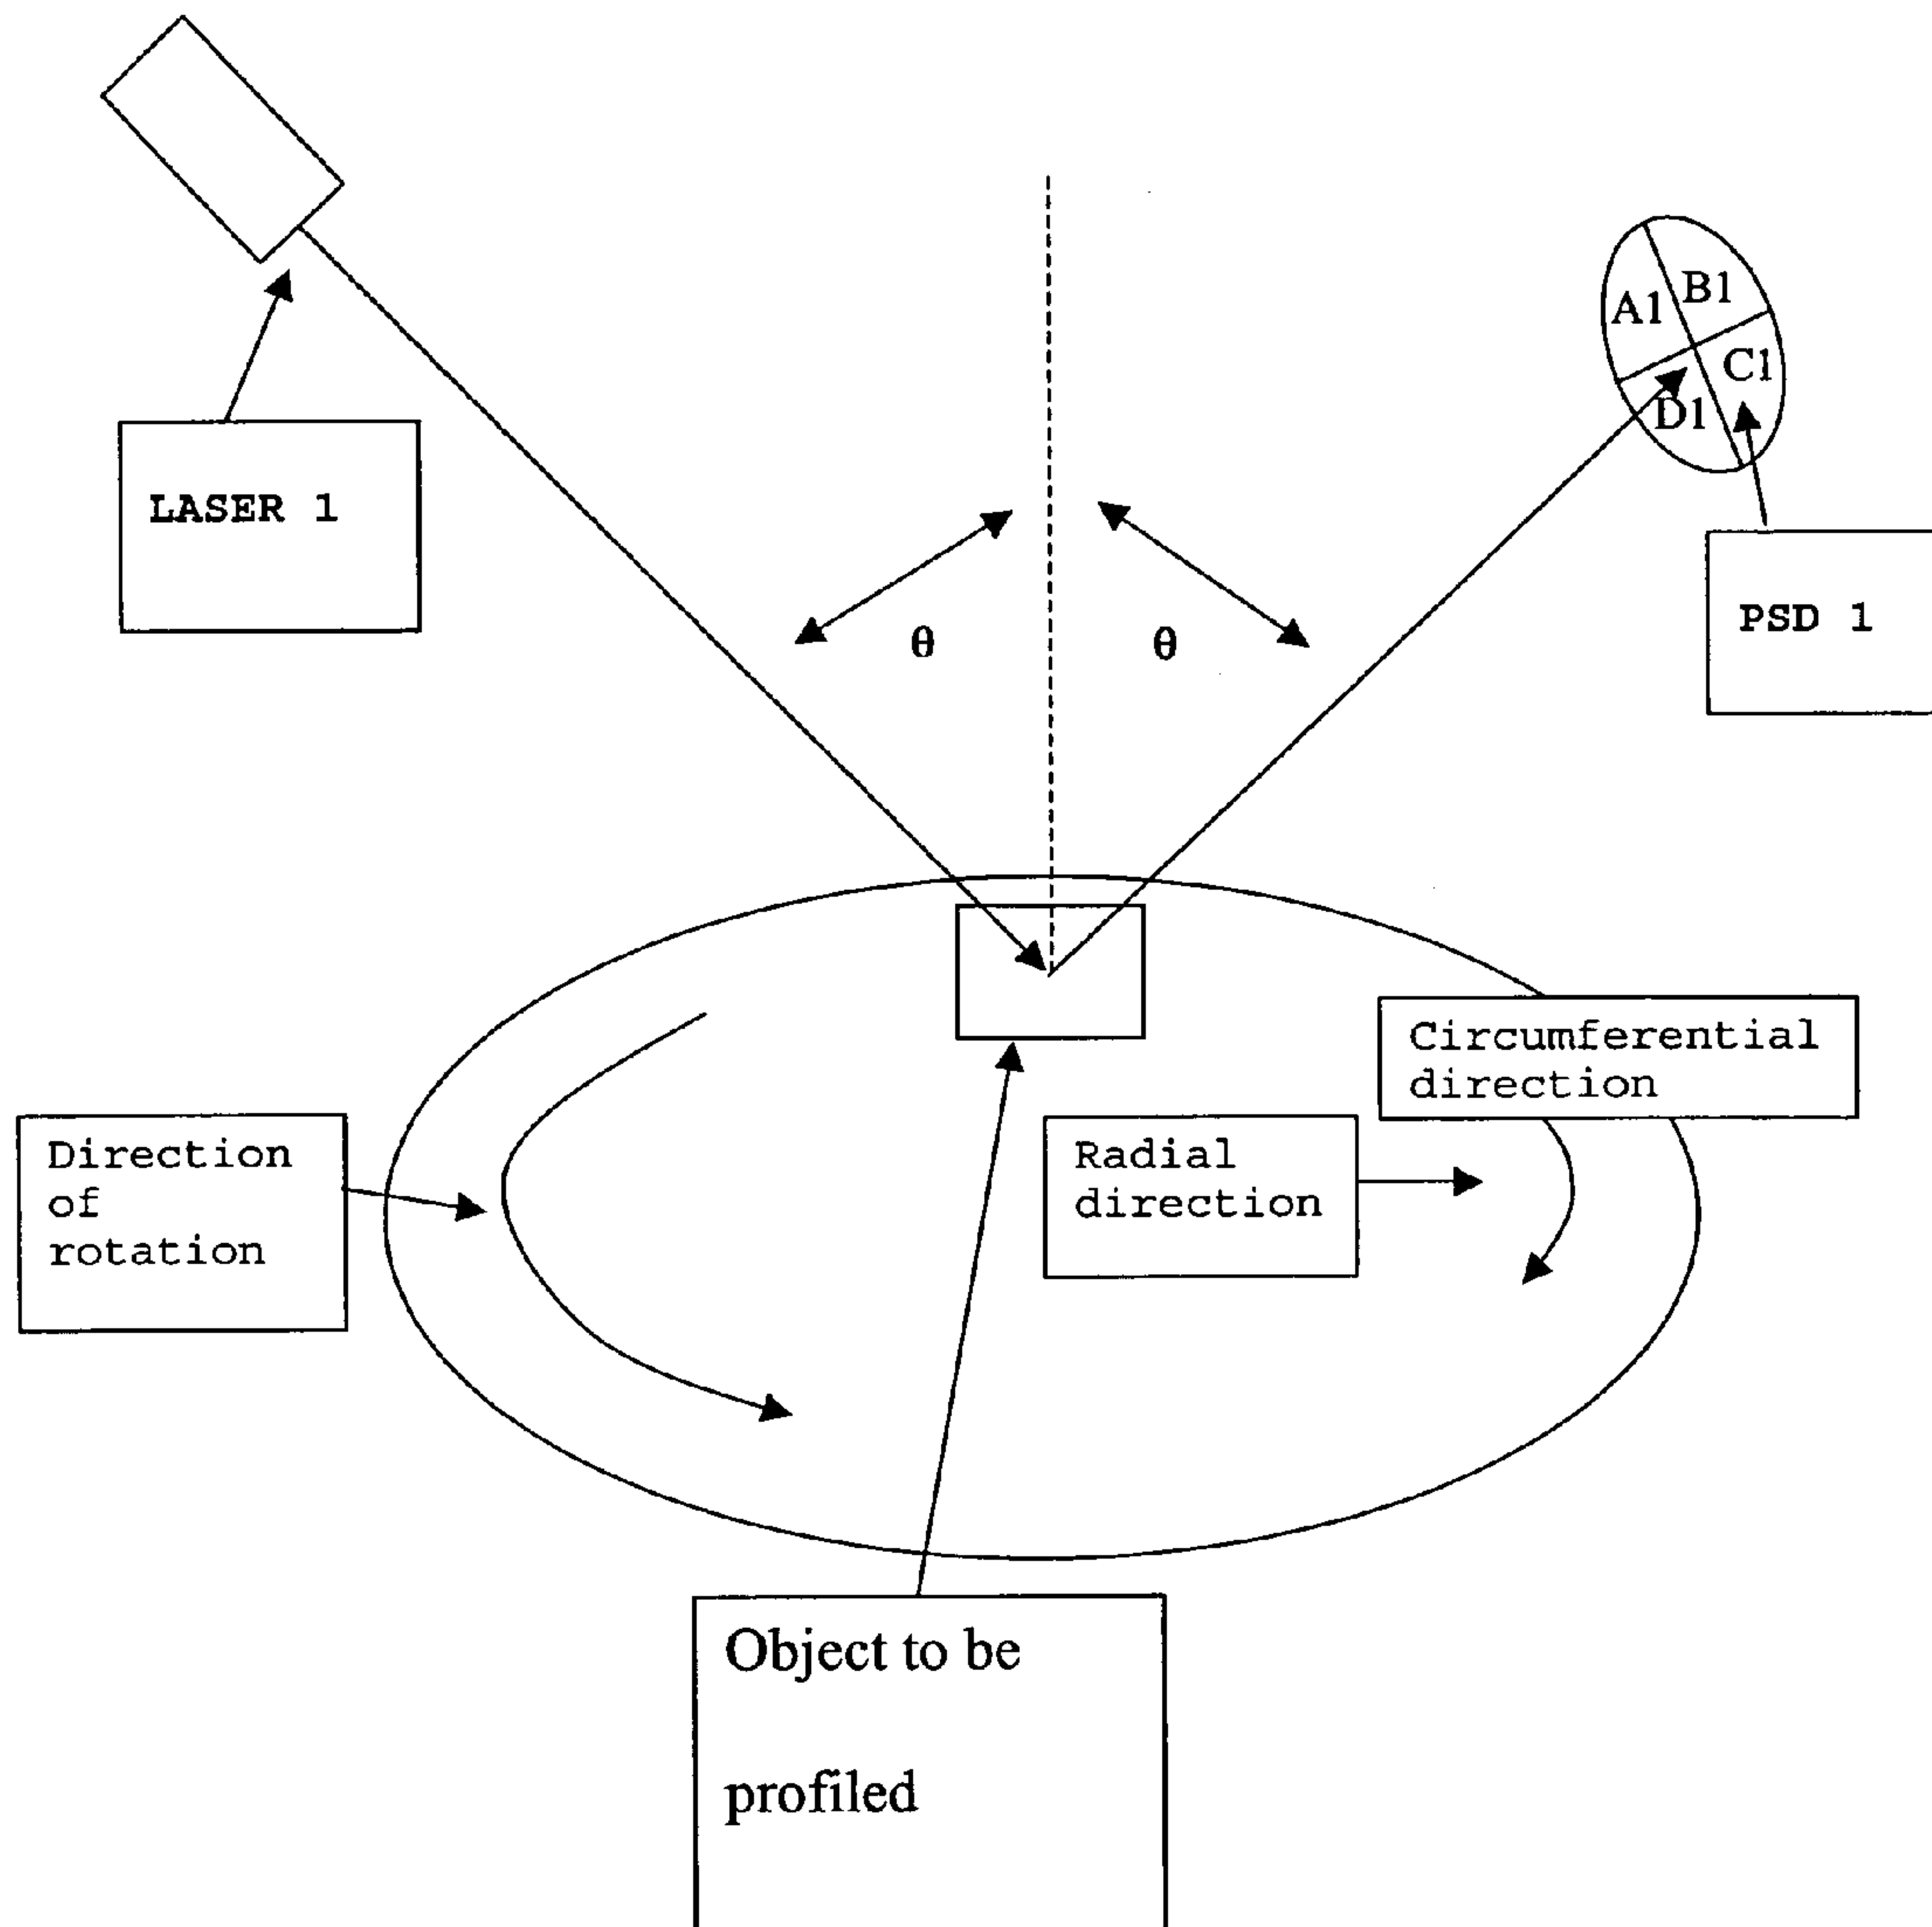 B1
A1
C1
D1
LASER 1
θ
θ
PSD 1
Circumferential
direction
Direction
of
rotation
Radial
direction
Object to be
profiled